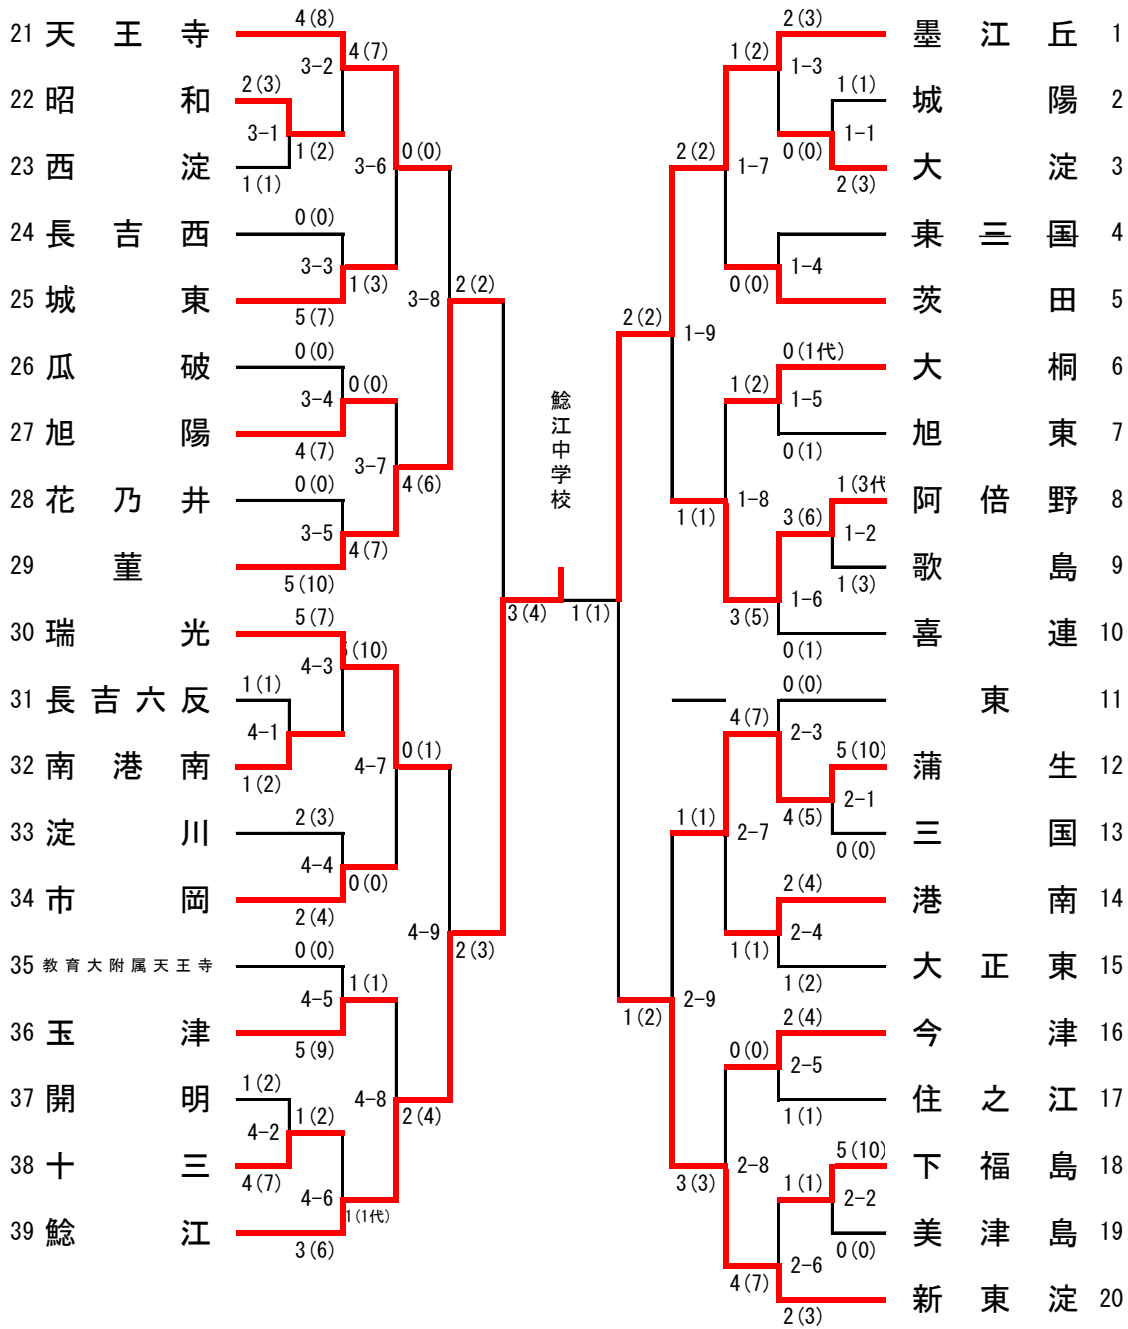 4(8)
21 天王寺
4(7)
3-2
2(3)
22 昭和
3-1
1(2)
0(0)
23 西淀
1(1)
3-6
0(0)
24 長吉西
3-3
1(3)
2(2)
25 城東
3-8
5(7)
0(0)
26 瓜破
0(0)
3-4
27 旭陽
4(7)
3-7
4(6)
0(0)
28 花乃井
3-5
4(7)
29 菫
5(10)
3(4)
5(7)
30 瑞光
(10)
4-3
1(1)
31 長吉六反
4-1
0(1)
32 南港南
4-7
1(2)
2(3)
33 淀川
4-4
0(0)
34 市岡
2(4)
4-9
2(3)
0(0)
35 教育大附属天王寺
1(1)
4-5
36 玉津
5(9)
1(2)
37 開明
4-8
1(2)
2(4)
4-2
38 十三
4(7)
4-6
1(1代)
39 鯰江
3(6)
鯰江中学校
1(1)
2(3)
墨江丘 1
1(2)
1-3
1(1)
城陽 2
1-1
2(2)
0(0)
1-7
大淀 3
2(3)
東三国 4
1-4
0(0)
茨田 5
2(2)
1-9
0(1代)
大桐 6
1(2)
1-5
旭東 7
0(1)
1(3代
阿倍野 8
1-8
3(6)
1(1)
1-2
歌島 9
1(3)
1-6
3(5)
喜連 10
0(1)
0(0)
東 11
4(7)
2-3
5(10)
蒲生 12
2-1
1(1)
4(5)
2-7
三国 13
0(0)
2(4)
港南 14
2-4
1(1)
大正東 15
1(2)
2-9
1(2)
2(4)
今津 16
0(0)
2-5
住之江 17
1(1)
5(10)
下福島 18
2-8
3(3)
1(1)
2-2
美津島 19
0(0)
2-6
4(7)
新東淀 20
2(3)